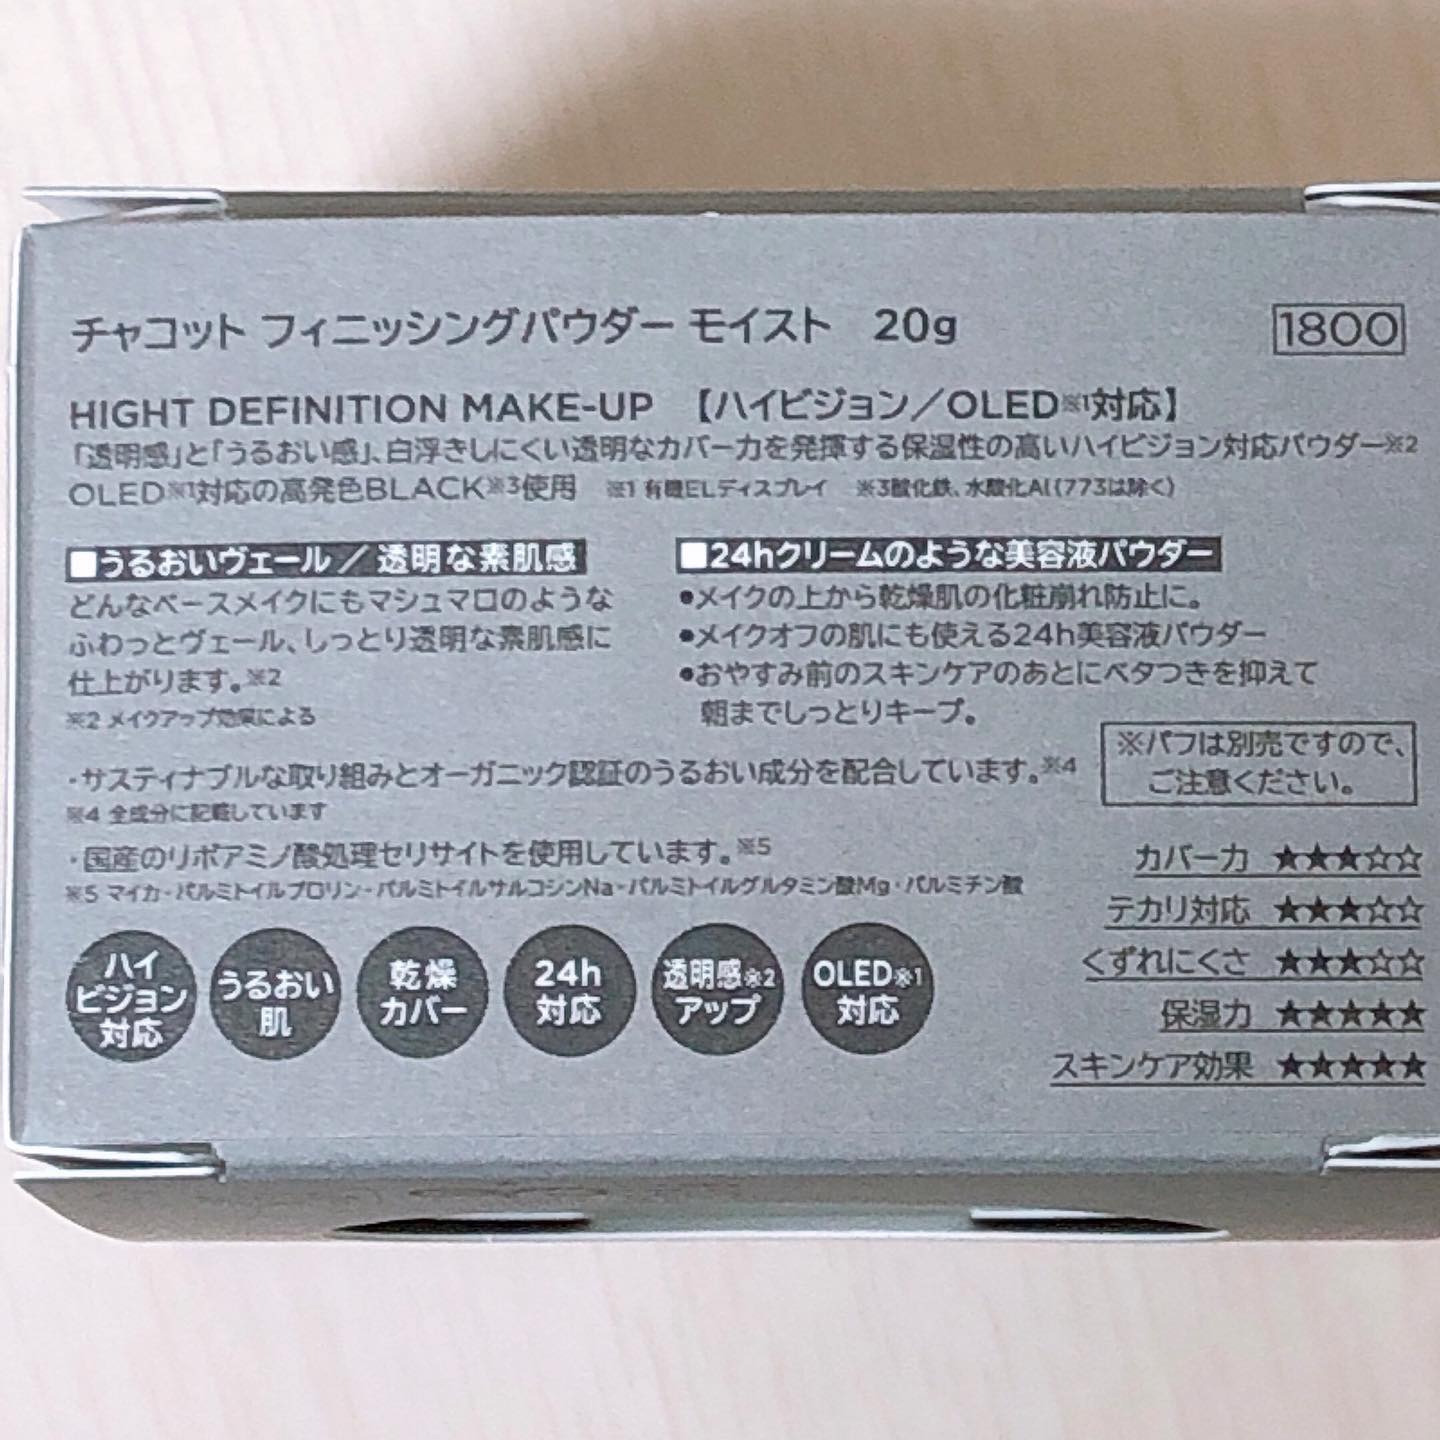 チャコット フィニッシングパウダー モイスト 20g
1800
HIGHT DEFINITION MAKE-UP 【ハイビジョン/OLED※1対応】
「透明感」と「うるおい感」、白浮きしにくい透明なカバー力を発揮する保湿性の高いハイビジョン対応パウダー※2
OLED※1対応の高発色BLACK※3使用 ※1 有機ELディスプレイ ※3酸化鉄、水酸化Al(773は除く)
■うるおいヴェール/透明な素肌感
どんなベースメイクにもマシュマロのような
ふわっとヴェール、しっとり透明な素肌感に
仕上がります。※2
※2 メイクアップ効果による
■24hクリームのような美容液パウダー
●メイクの上から乾燥肌の化粧崩れ防止に。
●メイクオフの肌にも使える24h美容液パウダー
●おやすみ前のスキンケアのあとにベタつきを抑えて
朝までしっとりキープ。
※パフは別売ですので、
ご注意ください。
・サスティナブルな取り組みとオーガニック認証のうるおい成分を配合しています。※4
※4 全成分に記載しています
・国産のリポアミノ酸処理セリサイトを使用しています。※5
※5 マイカ・パルミトイルプロリン・パルミトイルサルコシンNa・パルミトイルグルタミン酸Mg・パルミチン酸
ハイ
ビジョン
対応
うるおい
肌
乾燥
カバー
24h
対応
透明感※2
アップ
OLED※1
対応
カバー力 ★★★☆☆
テカリ対応 ★★★☆☆
くずれにくさ ★★★☆☆
保湿力 ★★★★★
スキンケア効果 ★★★★★